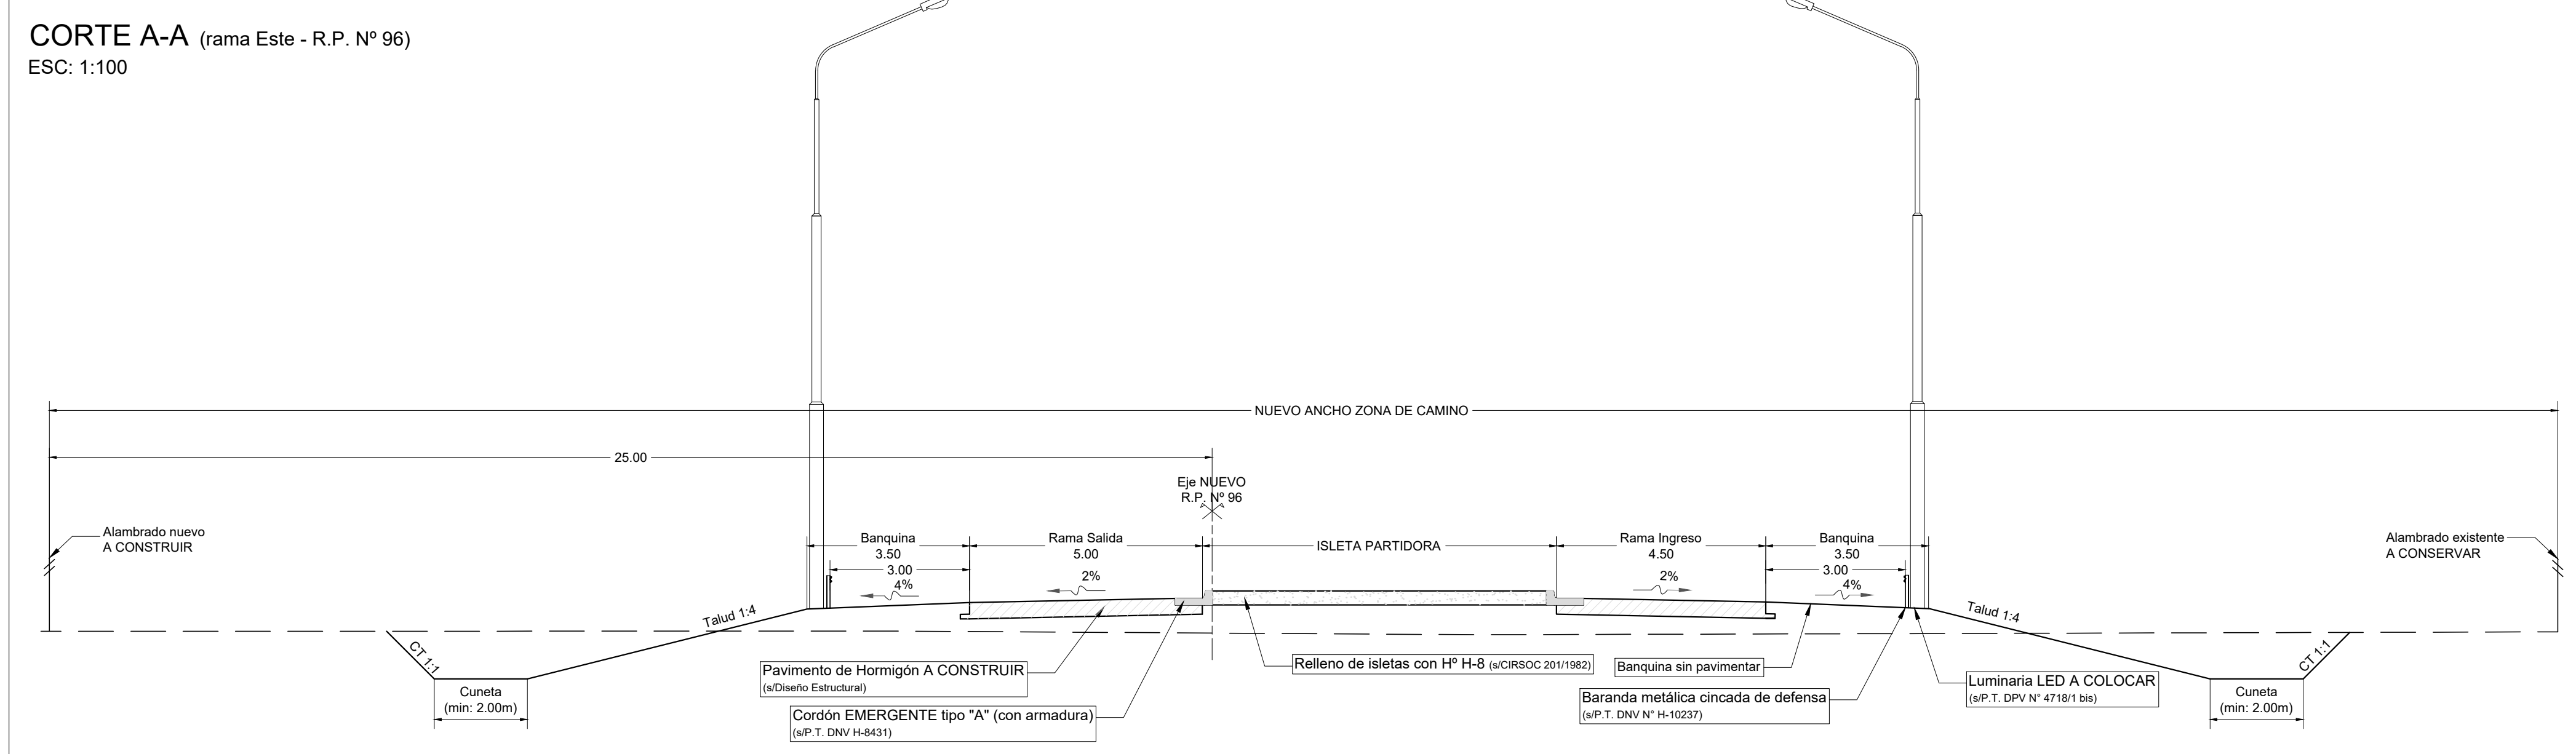 CORTE A-A (rama Este - R.P. Nº 96)
ESC: 1:100
NUEVO ANCHO ZONA DE CAMINO
25.00
Eje NUEVO
R.P. Nº 96
Alambrado nuevo
A CONSTRUIR
Banquina
3.50
3.00
4%
Rama Salida
5.00
2%
ISLETA PARTIDORA
Rama Ingreso
4.50
2%
Banquina
3.50
3.00
4%
Alambrado existente
A CONSERVAR
Talud 1:4
Talud 1:4
CT 1:1
CT 1:1
Cuneta
(min: 2.00m)
Pavimento de Hormigón A CONSTRUIR
(s/Diseño Estructural)
Cordón EMERGENTE tipo "A" (con armadura)
(s/P.T. DNV H-8431)
Relleno de isletas con Hº H-8 (s/CIRSOC 201/1982)
Banquina sin pavimentar
Baranda metálica cincada de defensa
(s/P.T. DNV N° H-10237)
Luminaria LED A COLOCAR
(s/P.T. DPV N° 4718/1 bis)
Cuneta
(min: 2.00m)